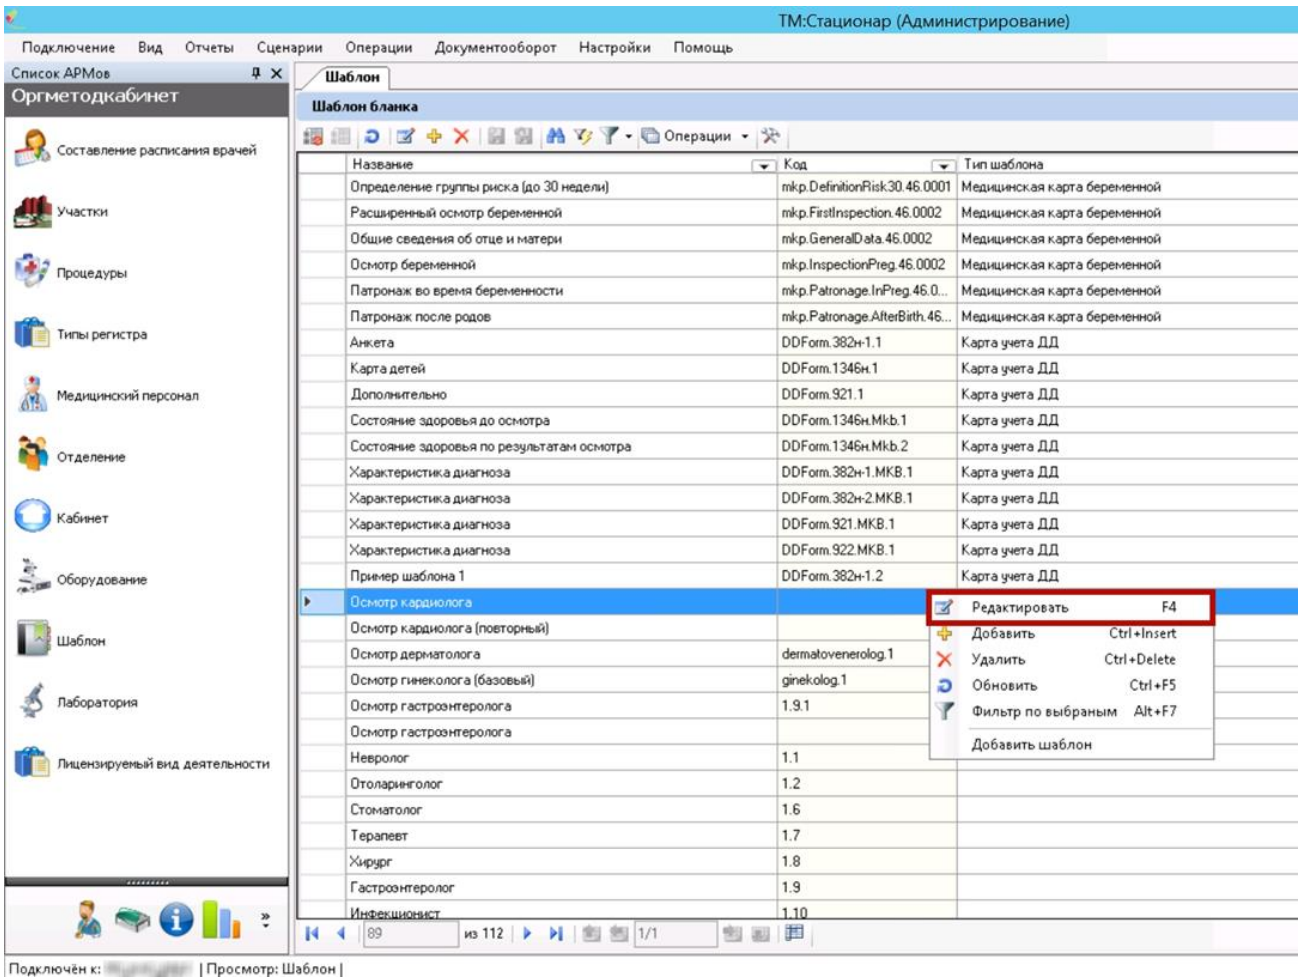 ТМ:Стационар (Администрирование)
Подключение Вид Отчеты Сценарии Операции Документооборот Настройки Помощь
Список АРМов
Оргметодкабинет
Составление расписания врачей
Участки
Процедуры
Типы регистра
Медицинский персонал
Отделение
Кабинет
Оборудование
Шаблон
Лаборатория
Лицензируемый вид деятельности
Шаблон
Шаблон бланка
Операции
Название Код Тип шаблона
Определение группы риска (до 30 недели) mkp.DefinitionRisk30.46.0001 Медицинская карта беременной
Расширенный осмотр беременной mkp.FirstInspection.46.0002 Медицинская карта беременной
Общие сведения об отце и матери mkp.GeneralData.46.0002 Медицинская карта беременной
Осмотр беременной mkp.InspectionPreg.46.0002 Медицинская карта беременной
Патронаж во время беременности mkp.Patronage.InPreg.46.0... Медицинская карта беременной
Патронаж после родов mkp.Patronage.AfterBirth.46... Медицинская карта беременной
Анкета DDForm.382н-1.1 Карта учета ДД
Карта детей DDForm.1346н.1 Карта учета ДД
Дополнительно DDForm.921.1 Карта учета ДД
Состояние здоровья до осмотра DDForm.1346н.Mkb.1 Карта учета ДД
Состояние здоровья по результатам осмотра DDForm.1346н.Mkb.2 Карта учета ДД
Характеристика диагноза DDForm.382н-1.MKB.1 Карта учета ДД
Характеристика диагноза DDForm.382н-2.MKB.1 Карта учета ДД
Характеристика диагноза DDForm.921.MKB.1 Карта учета ДД
Характеристика диагноза DDForm.922.MKB.1 Карта учета ДД
Пример шаблона 1 DDForm.382н-1.2 Карта учета ДД
Осмотр кардиолога
Осмотр кардиолога (повторный)
Осмотр дерматолога dermatovenerolog.1
Осмотр гинеколога (базовый) ginekolog.1
Осмотр гастроэнтеролога 1.9.1
Осмотр гастроэнтеролога
Невролог 1.1
Отоларинголог 1.2
Стоматолог 1.6
Терапевт 1.7
Хирург 1.8
Гастроэнтеролог 1.9
Инфекционист 1.10
Редактировать F4
Добавить Ctrl+Insert
Удалить Ctrl+Delete
Обновить Ctrl+F5
Фильтр по выбраным Alt+F7
Добавить шаблон
89 из 112 1/1
Подключён к: | Просмотр: Шаблон |